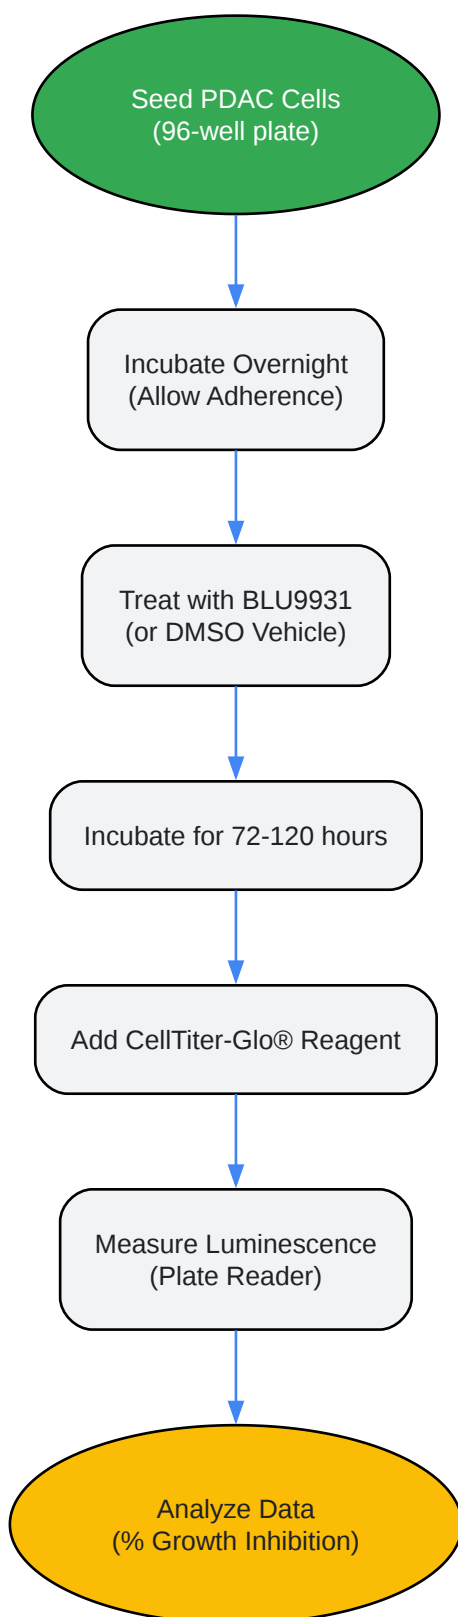 Seed PDAC Cells
(96-well plate)
Incubate Overnight
(Allow Adherence)
Treat with BLU9931
(or DMSO Vehicle)
Incubate for 72-120 hours
Add CellTiter-Glo® Reagent
Measure Luminescence
(Plate Reader)
Analyze Data
(% Growth Inhibition)